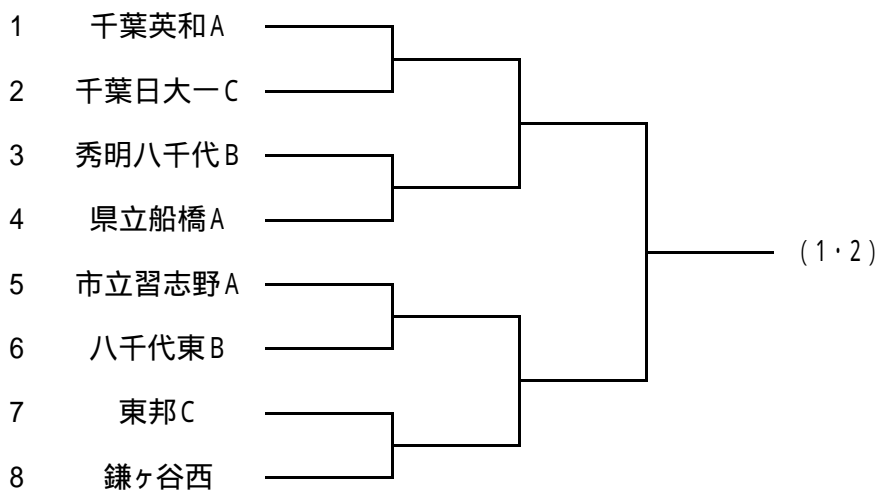 1 千葉英和A
2 千葉日大一C
3 秀明八千代B
4 県立船橋A
(1・2)
5 市立習志野A
6 八千代東B
7 東邦C
8 鎌ヶ谷西